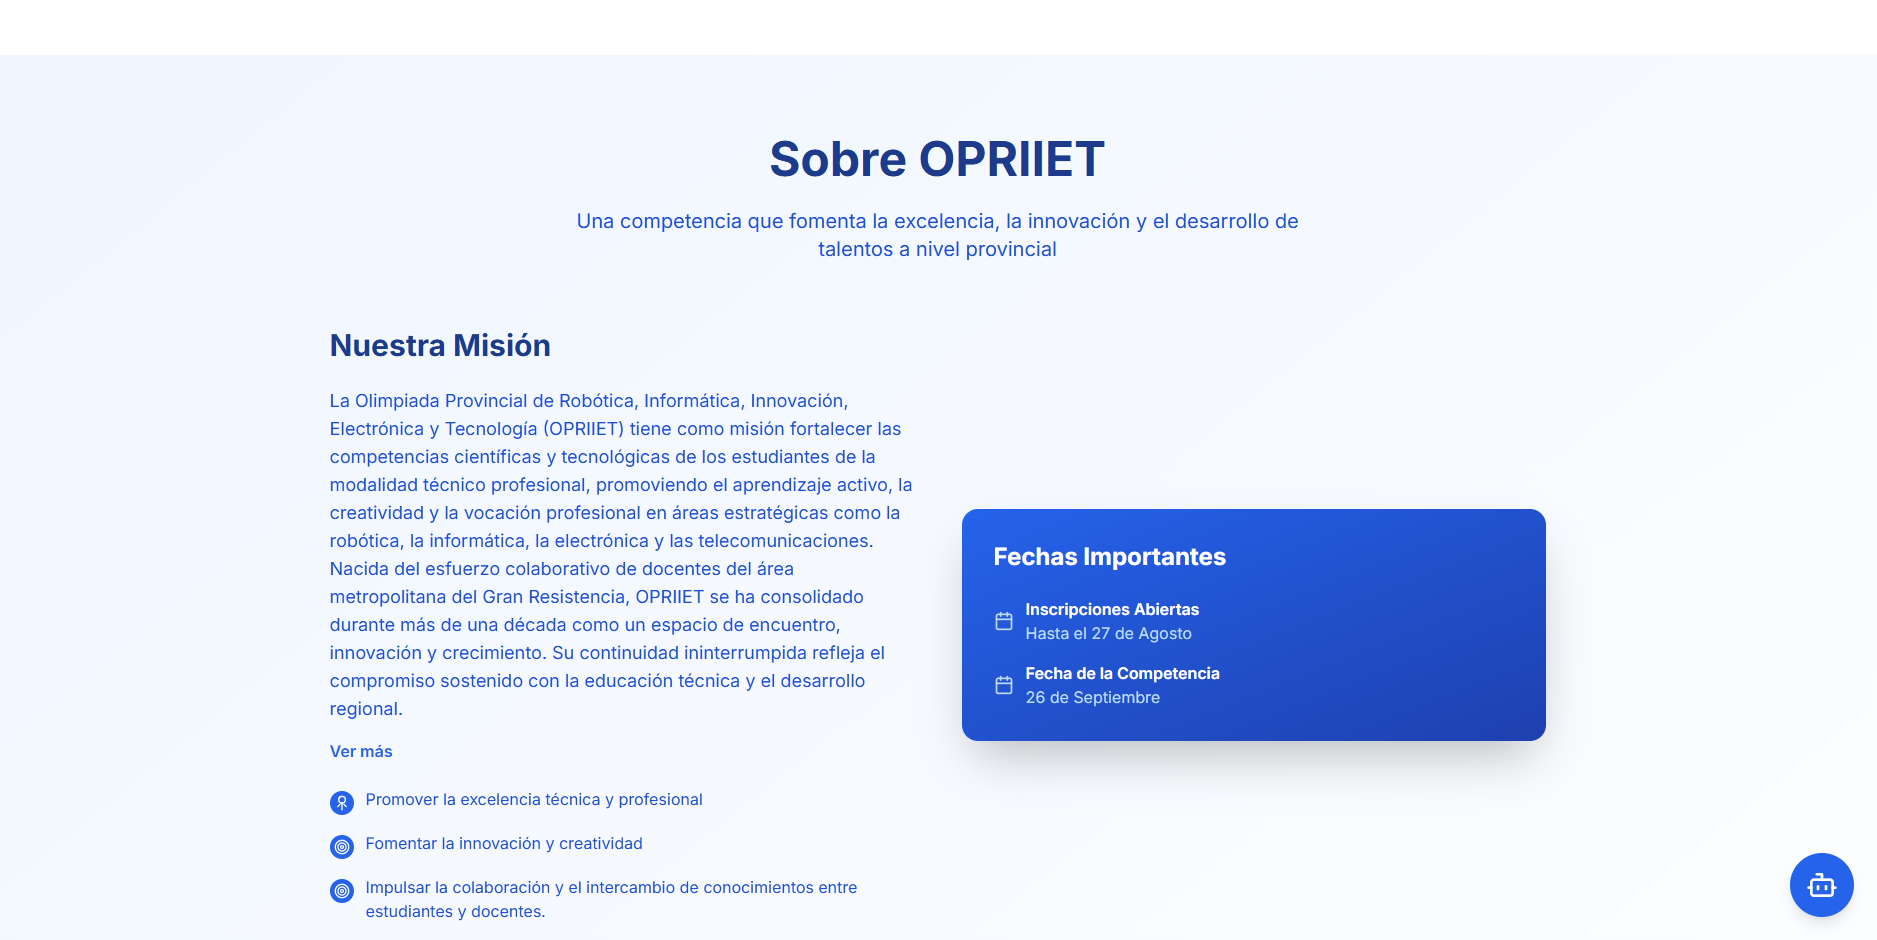 Sobre OPRIIET
Una competencia que fomenta la excelencia, la innovación y el desarrollo de
talentos a nivel provincial
Nuestra Misión
La Olimpiada Provincial de Robótica, Informática, Innovación,
Electrónica y Tecnología (OPRIIET) tiene como misión fortalecer las
competencias científicas y tecnológicas de los estudiantes de la
modalidad técnico profesional, promoviendo el aprendizaje activo, la
creatividad y la vocación profesional en áreas estratégicas como la
robótica, la informática, la electrónica y las telecomunicaciones.
Nacida del esfuerzo colaborativo de docentes del área
metropolitana del Gran Resistencia, OPRIIET se ha consolidado
durante más de una década como un espacio de encuentro,
innovación y crecimiento. Su continuidad ininterrumpida refleja el
compromiso sostenido con la educación técnica y el desarrollo
regional.
Ver más
Promover la excelencia técnica y profesional
Fomentar la innovación y creatividad
Impulsar la colaboración y el intercambio de conocimientos entre
estudiantes y docentes.
Fechas Importantes
Inscripciones Abiertas
Hasta el 27 de Agosto
Fecha de la Competencia
26 de Septiembre